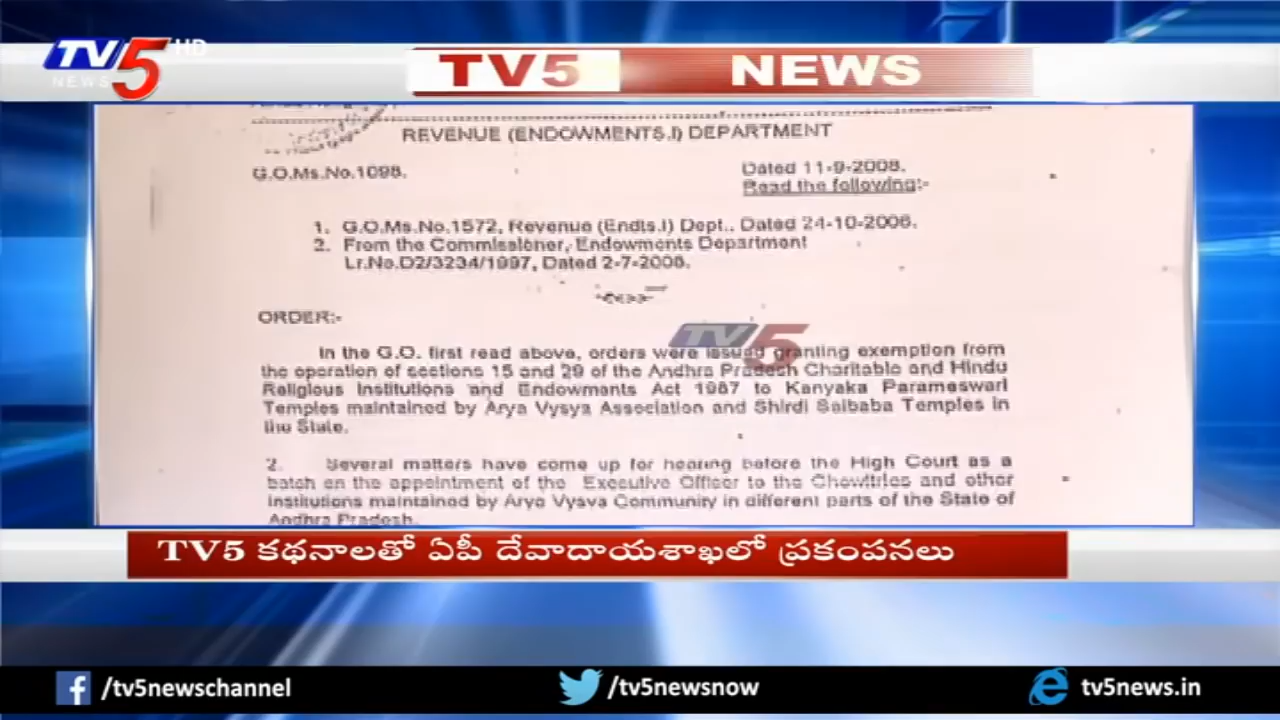 TV5 HD
NEWS
TV5 NEWS
REVENUE (ENDOWMENTS.I) DEPARTMENT
G.O.Ms.No.1098. Dated 11-9-2008.
Read the following:-
1. G.O.Ms.No.1572, Revenue (Endts.I) Dept., Dated 24-10-2006.
2. From the Commissioner, Endowments Department
Lr.No.D2/3234/1997, Dated 2-7-2008.
ORDER:-
TV5
In the G.O. first read above, orders were issued granting exemption from
the operation of sections 15 and 29 of the Andhra Pradesh Charitable and Hindu
Religious Institutions and Endowments Act 1987 to Kanyaka Parameswari
Temples maintained by Arya Vysya Association and Shirdi Saibaba Temples in
the State.
2. Several matters have come up for hearing before the High Court as a
batch on the appointment of the Executive Officer to the Chowltries and other
institutions maintained by Arya Vysva Community in different parts of the State of
Andhra Pradesh.
TV5 కథనాలతో ఏపీ దేవాదాయశాఖలో ప్రకంపనలు
/tv5newschannel /tv5newsnow tv5news.in